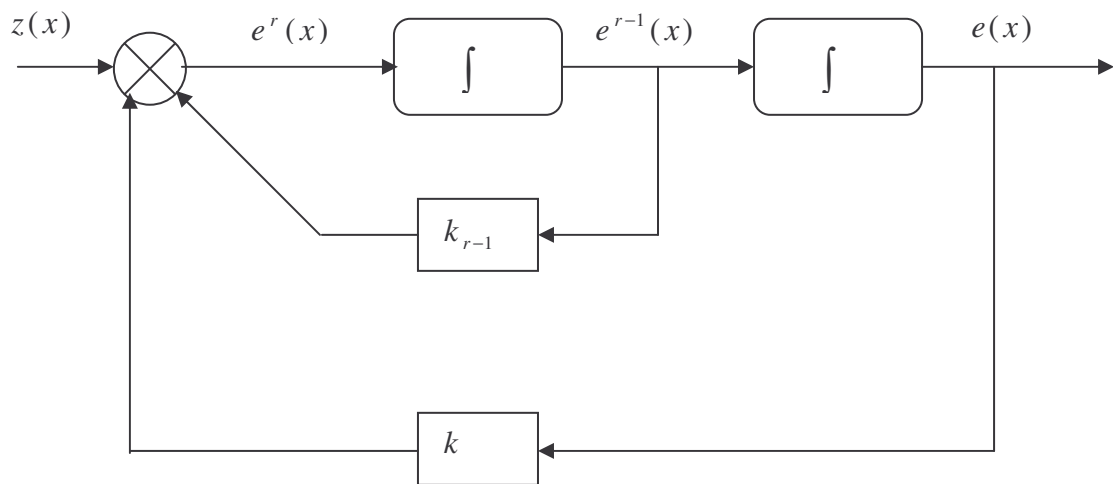 z(x)
e^r(x)
∫
e^{r-1}(x)
∫
e(x)
k_{r-1}
k